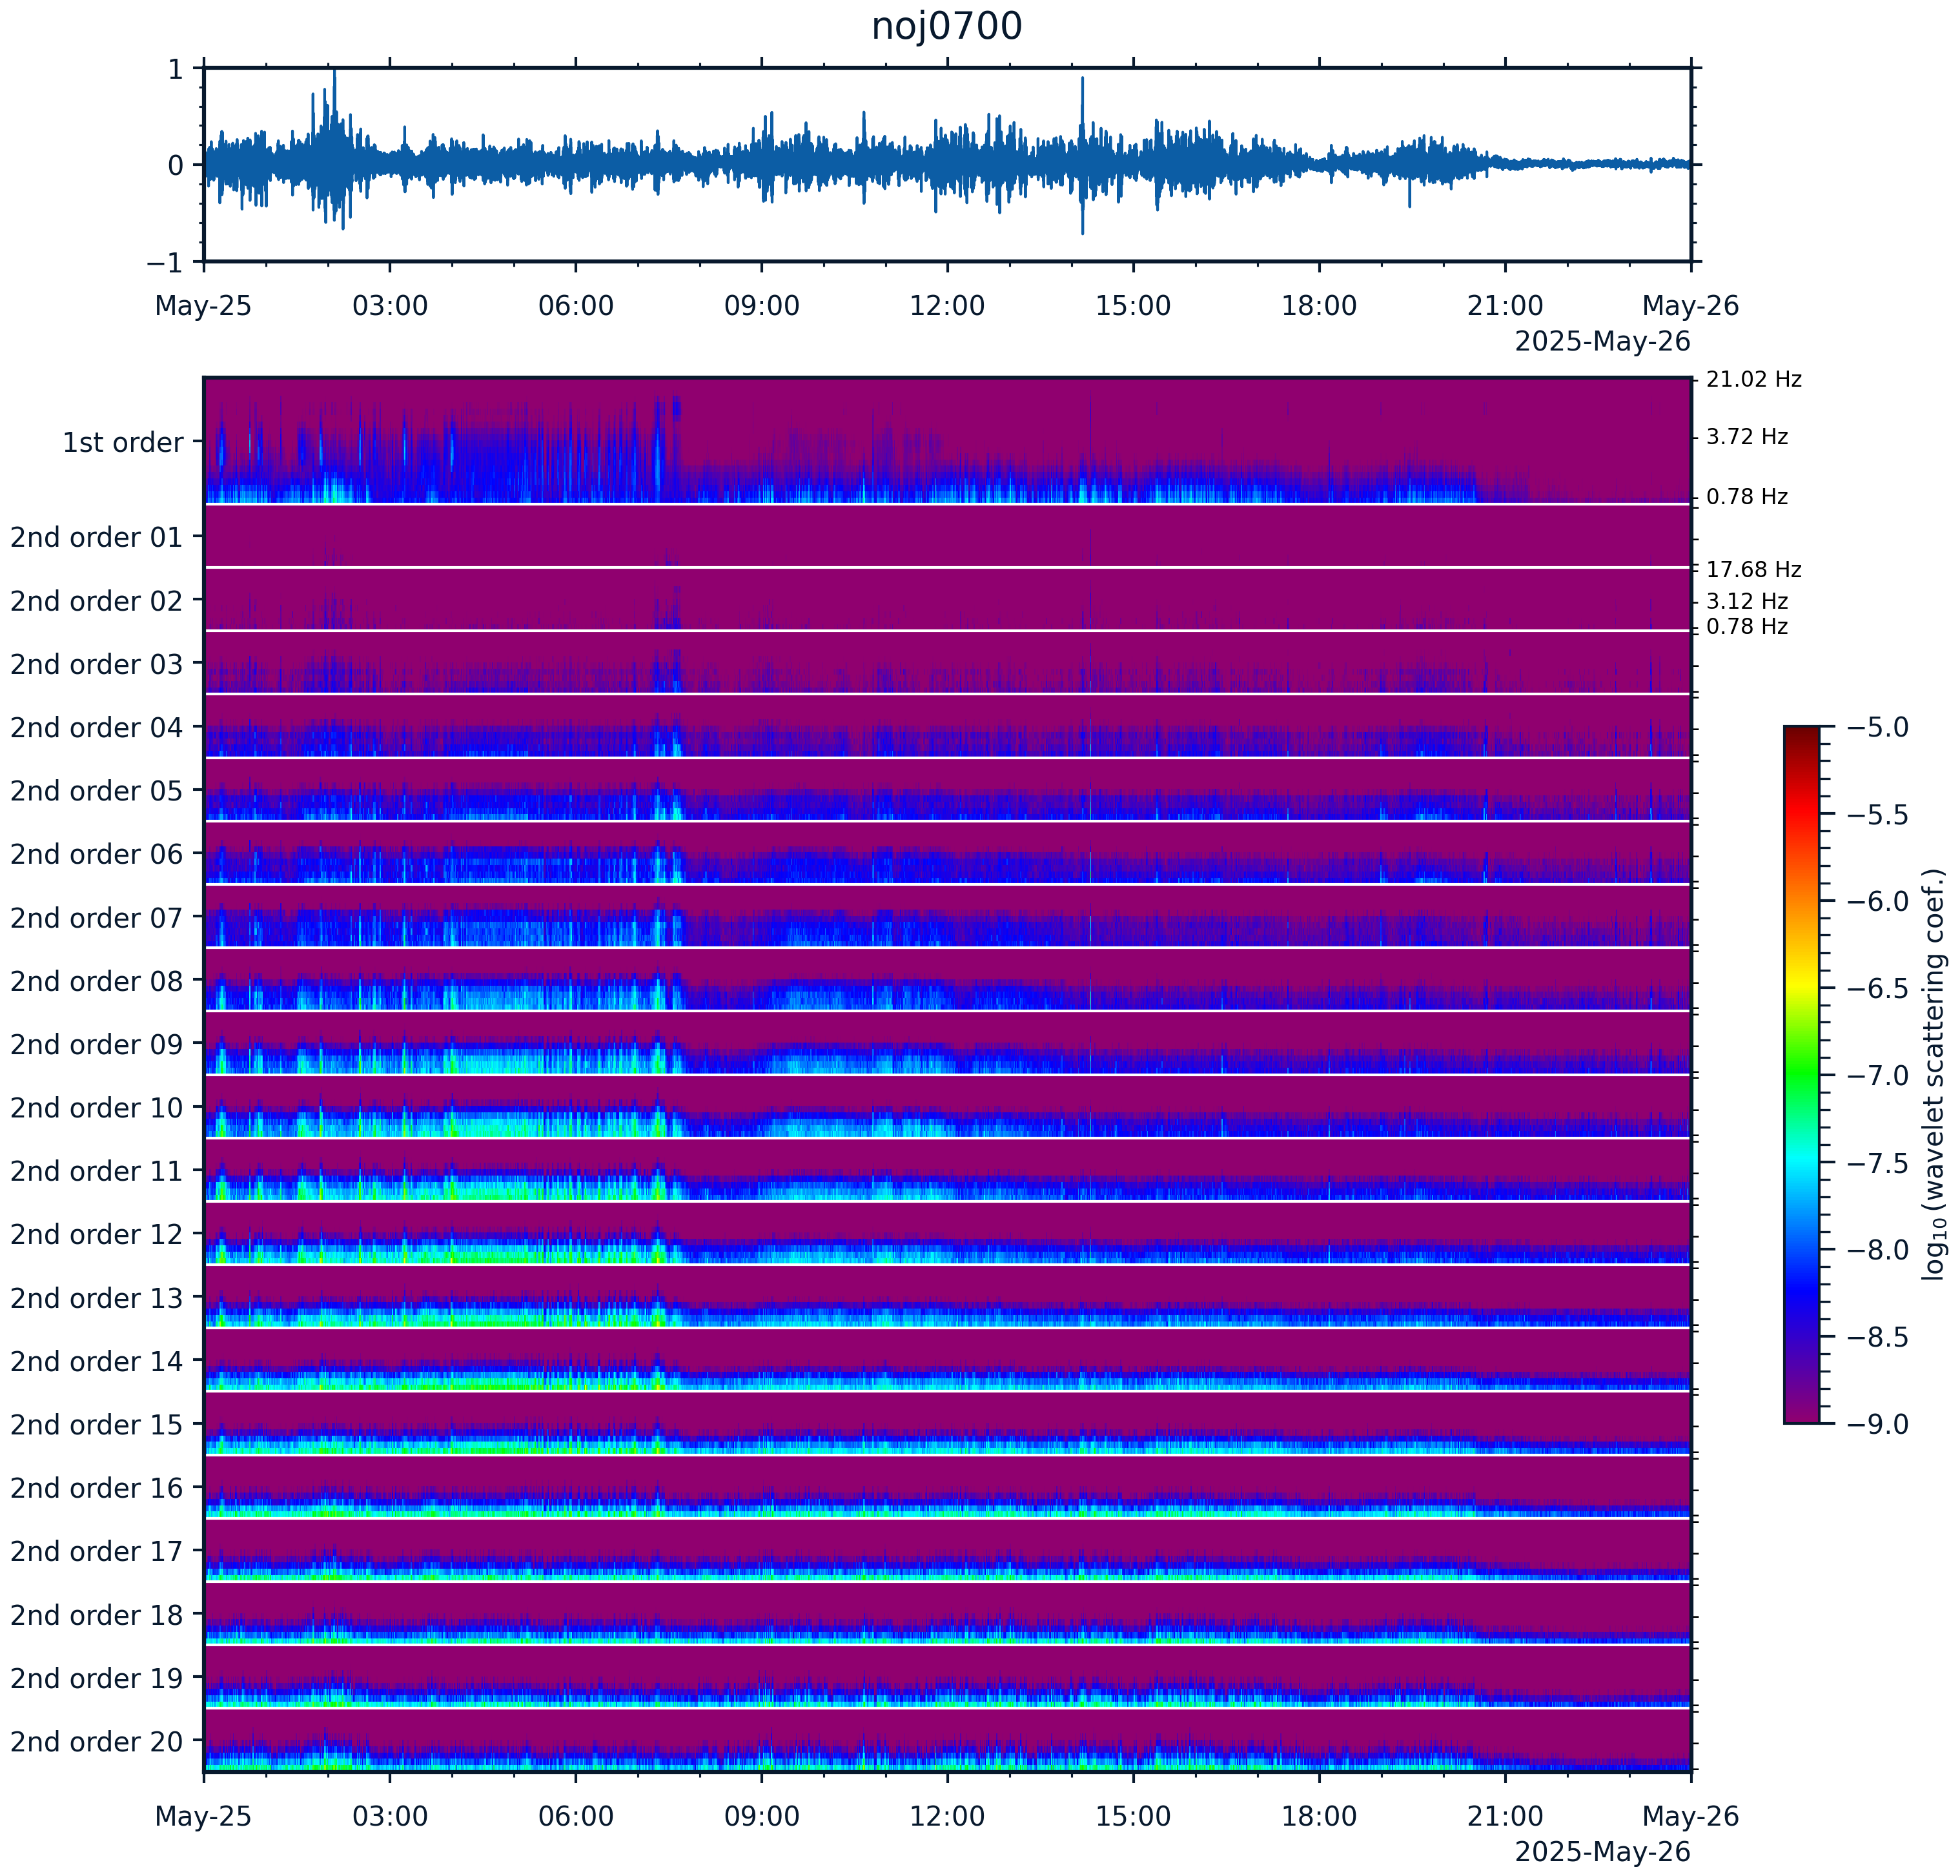 noj0700
1
0
−1
May-25 03:00 06:00 09:00 12:00 15:00 18:00 21:00 May-26
2025-May-26
21.02 Hz
1st order
3.72 Hz
0.78 Hz
2nd order 01
17.68 Hz
2nd order 02
3.12 Hz
0.78 Hz
2nd order 03
2nd order 04
2nd order 05
2nd order 06
2nd order 07
2nd order 08
2nd order 09
2nd order 10
2nd order 11
2nd order 12
2nd order 13
2nd order 14
2nd order 15
2nd order 16
2nd order 17
2nd order 18
2nd order 19
2nd order 20
May-25 03:00 06:00 09:00 12:00 15:00 18:00 21:00 May-26
2025-May-26
−5.0
−5.5
−6.0
−6.5
−7.0
−7.5
−8.0
−8.5
−9.0
log₁₀(wavelet scattering coef.)